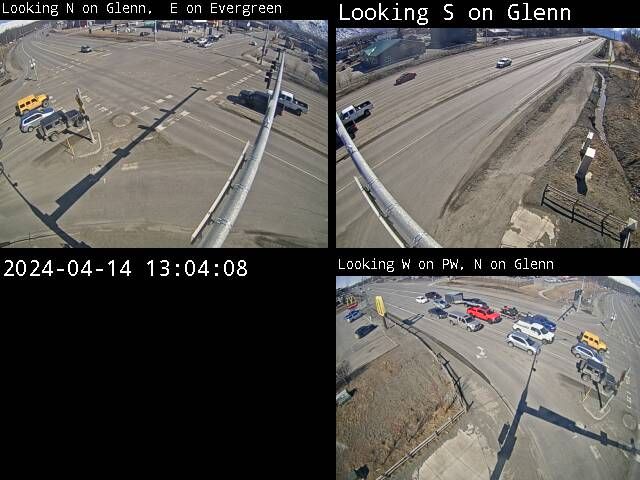 Looking N on Glenn, E on Evergreen
Looking S on Glenn
2024-04-14 13:04:08
Looking W on PW, N on Glenn